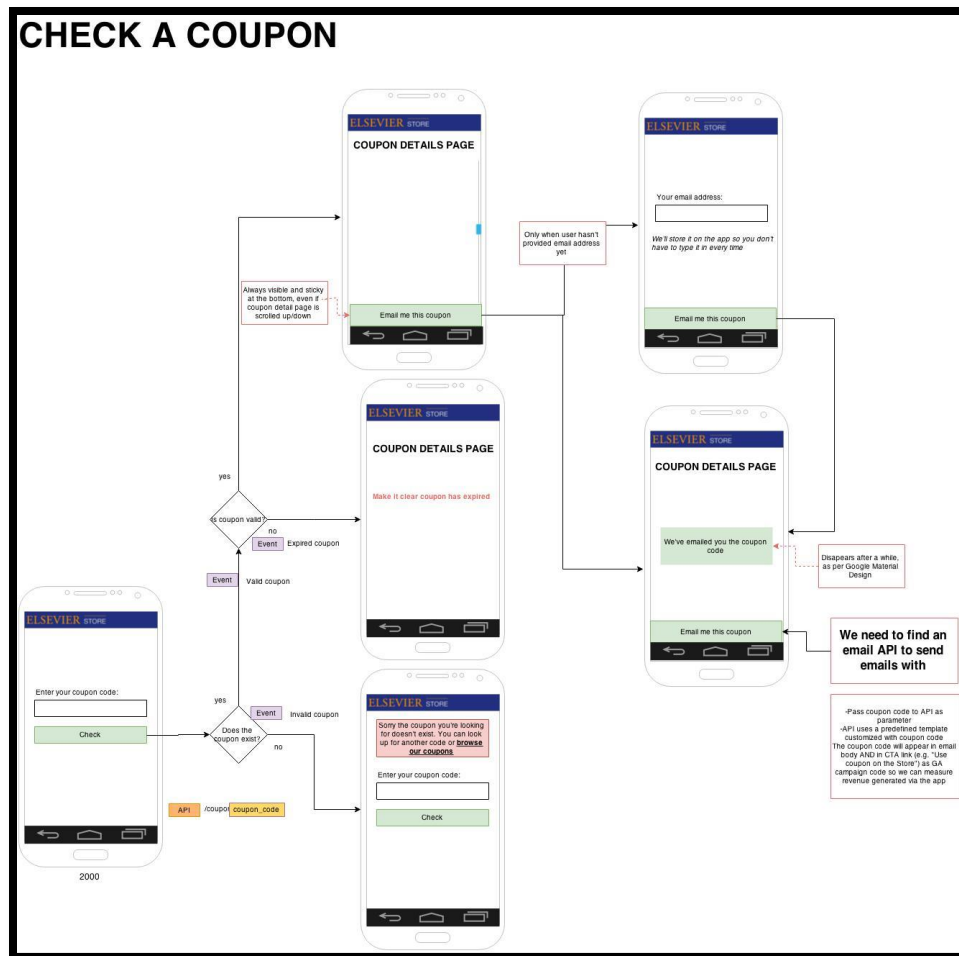 CHECK A COUPON
ELSEVIER STORE
COUPON DETAILS PAGE
Always visible and sticky
at the bottom, even if
coupon detail page is
scrolled up/down
Email me this coupon
Only when user hasn't
provided email address
yet
ELSEVIER STORE
Your email address:
We'll store it on the app so you don't
have to type it in every time
Email me this coupon
yes
Is coupon valid?
no
Event
Expired coupon
Event
Valid coupon
ELSEVIER STORE
COUPON DETAILS PAGE
Make it clear coupon has expired
ELSEVIER STORE
COUPON DETAILS PAGE
We've emailed you the coupon
code
Disapears after a while,
as per Google Material
Design
Email me this coupon
We need to find an
email API to send
emails with
-Pass coupon code to API as
parameter
-API uses a predefined template
customized with coupon code
The coupon code will appear in email
body AND in CTA link (e.g. "Use
coupon on the Store") as GA
campaign code so we can measure
revenue generated via the app
ELSEVIER STORE
Enter your coupon code:
Check
2000
yes
Does the
coupon exist?
no
Event
Invalid coupon
API
/coupon
coupon_code
ELSEVIER STORE
Sorry the coupon you're looking
for doesn't exist. You can look
up for another code or browse
our coupons
Enter your coupon code:
Check